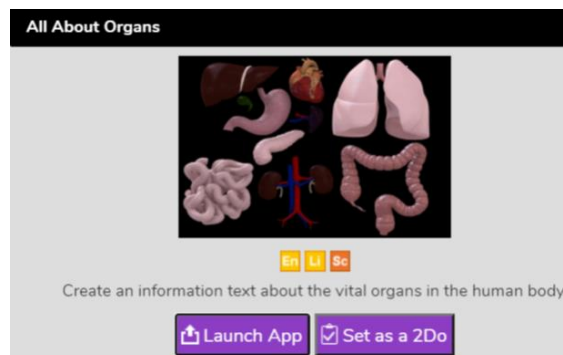 All About Organs
En Li Sc
Create an information text about the vital organs in the human body
Launch App Set as a 2Do